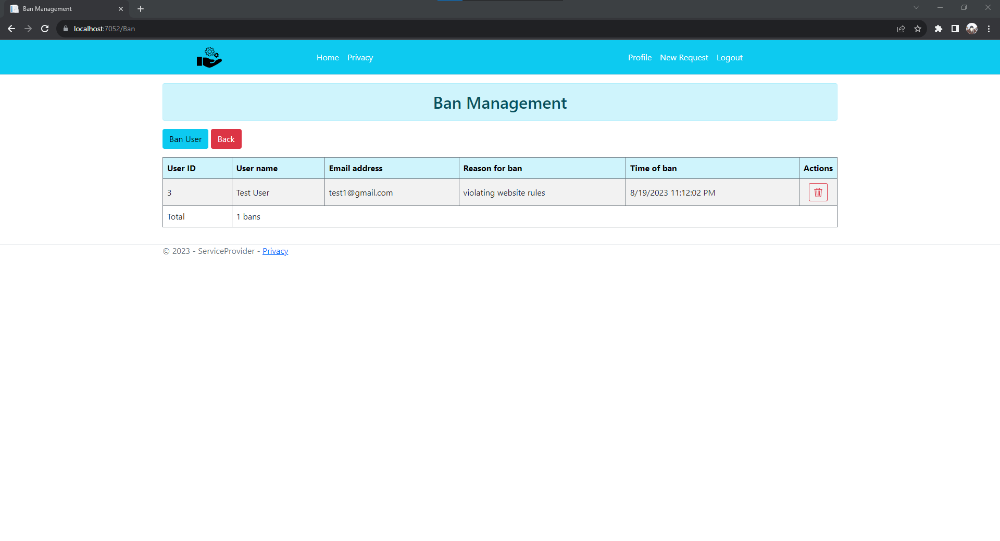 Ban Management
localhost:7052/Ban
Home Privacy Profile New Request Logout
Ban Management
Ban User Back
User ID User name Email address Reason for ban Time of ban Actions
3 Test User test1@gmail.com violating website rules 8/19/2023 11:12:02 PM
Total 1 bans
© 2023 - ServiceProvider - Privacy